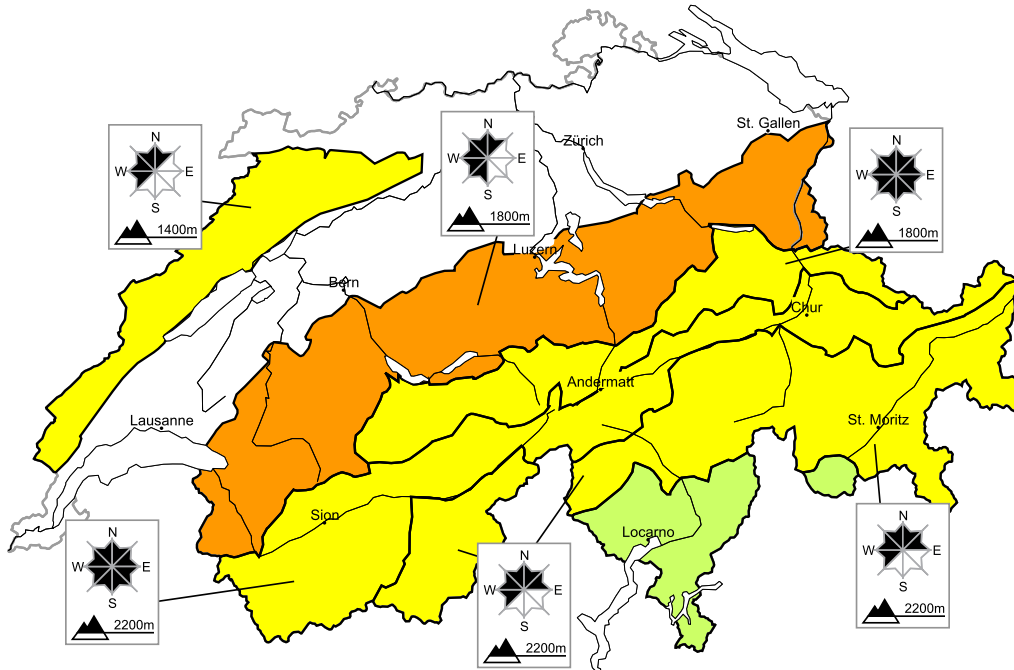 N
W E
S
1400m
N
W E
S
1800m
Zürich
St. Gallen
N
W E
S
1800m
Luzern
Bern
Chur
Andermatt
Lausanne
St. Moritz
Sion
Locarno
N
W E
S
2200m
N
W E
S
2200m
N
W E
S
2200m